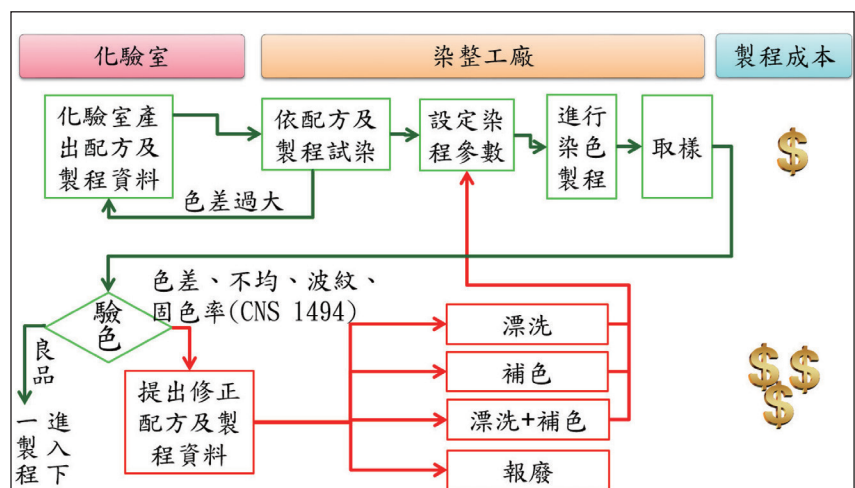 化驗室
染整工廠
製程成本
化驗室產
出配方及
製程資料
依配方及
製程試染
設定染
程參數
進行
染色
製程
取樣
$
色差過大
色差、不均、波紋、
固色率(CNS 1494)
驗色
良品
進入下
一製程
提出修正
配方及製
程資料
漂洗
補色
漂洗+補色
報廢
$
$
$